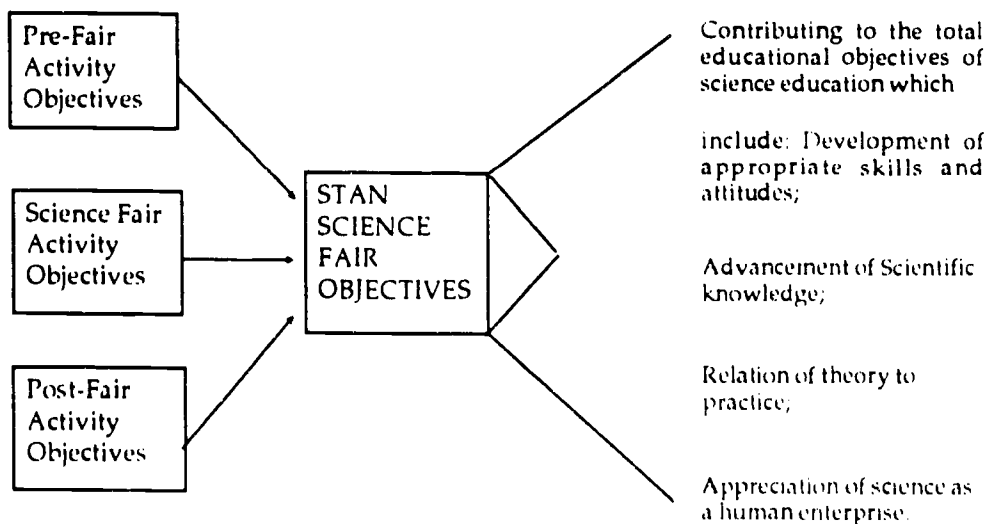 Pre-Fair
Activity
Objectives
Science Fair
Activity
Objectives
Post-Fair
Activity
Objectives
STAN
SCIENCE
FAIR
OBJECTIVES
Contributing to the total
educational objectives of
science education which
include: Development of
appropriate skills and
attitudes;
Advancement of Scientific
knowledge;
Relation of theory to
practice;
Appreciation of science as
a human enterprise.